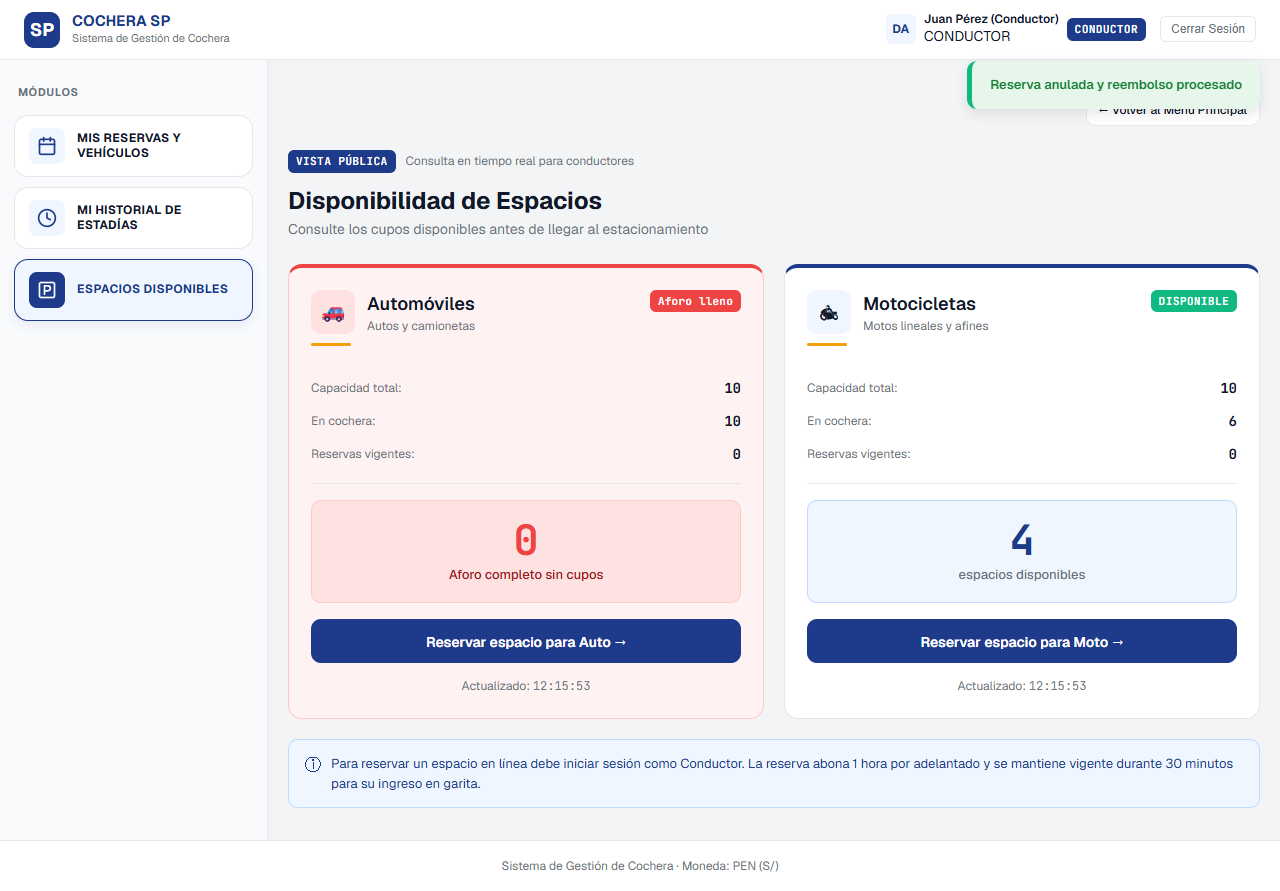 SP
COCHERA SP
Sistema de Gestión de Cochera
DA
Juan Pérez (Conductor)
CONDUCTOR
CONDUCTOR
Cerrar Sesión
Reserva anulada y reembolso procesado
← Volver al Menú Principal
MÓDULOS
MIS RESERVAS Y
VEHÍCULOS
MI HISTORIAL DE
ESTADÍAS
ESPACIOS DISPONIBLES
VISTA PÚBLICA
Consulta en tiempo real para conductores
Disponibilidad de Espacios
Consulte los cupos disponibles antes de llegar al estacionamiento
Automóviles
Autos y camionetas
Aforo lleno
Capacidad total: 10
En cochera: 10
Reservas vigentes: 0
0
Aforo completo sin cupos
Reservar espacio para Auto →
Actualizado: 12:15:53
Motocicletas
Motos lineales y afines
DISPONIBLE
Capacidad total: 10
En cochera: 6
Reservas vigentes: 0
4
espacios disponibles
Reservar espacio para Moto →
Actualizado: 12:15:53
Para reservar un espacio en línea debe iniciar sesión como Conductor. La reserva abona 1 hora por adelantado y se mantiene vigente durante 30 minutos
para su ingreso en garita.
Sistema de Gestión de Cochera · Moneda: PEN (S/)